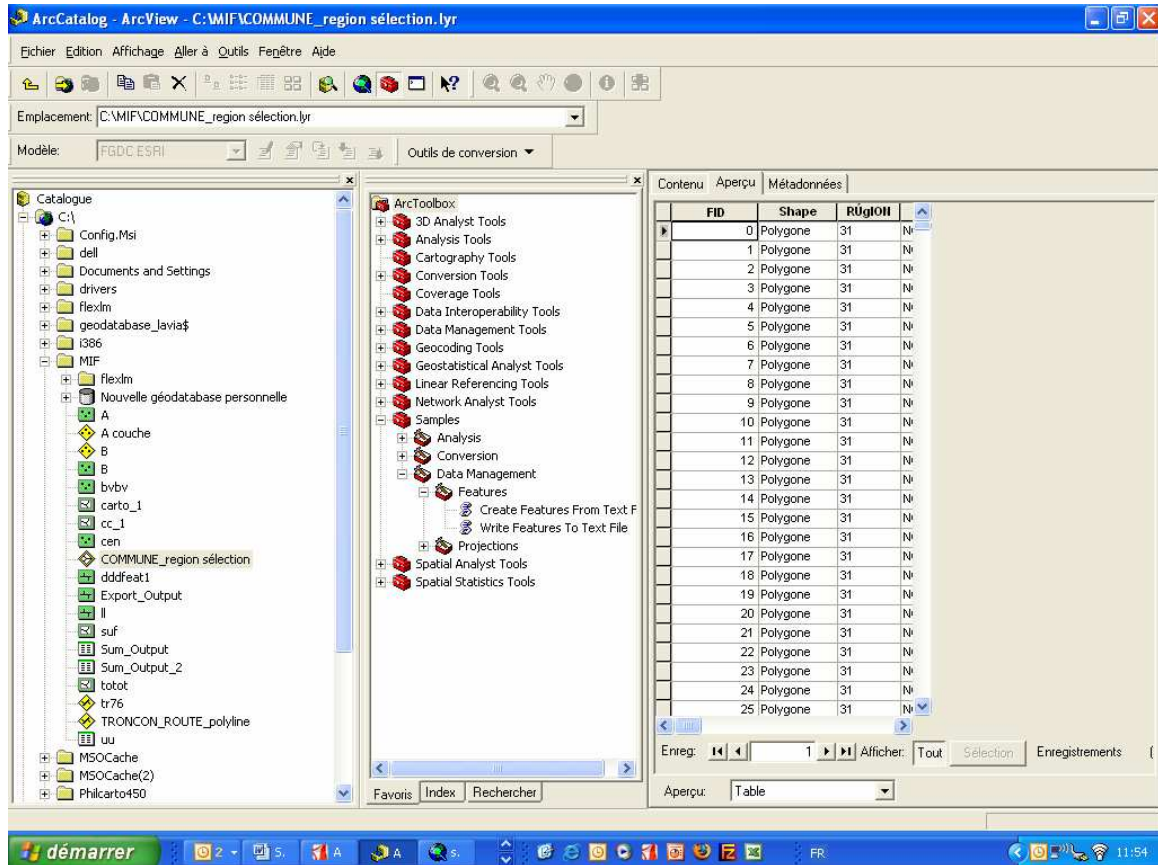 ArcCatalog - ArcView - C:\MIF\COMMUNE_region sélection.lyr
Fichier Edition Affichage Aller à Outils Fenêtre Aide
Emplacement: C:\MIF\COMMUNE_region sélection.lyr
Modèle: FGDC ESRI Outils de conversion
Catalogue
C:\
Config.Msi
dell
Documents and Settings
drivers
flexlm
geodatabase_lavia$
i386
MIF
flexlm
Nouvelle géodatabase personnelle
A
A couche
B
B
bvbv
carto_1
cc_1
cen
COMMUNE_region sélection
dddfeat1
Export_Output
ll
suf
Sum_Output
Sum_Output_2
totot
tr76
TRONCON_ROUTE_polyline
uu
MSOCache
MSOCache(2)
Philcarto450
ArcToolbox
3D Analyst Tools
Analysis Tools
Cartography Tools
Conversion Tools
Coverage Tools
Data Interoperability Tools
Data Management Tools
Geocoding Tools
Geostatistical Analyst Tools
Linear Referencing Tools
Network Analyst Tools
Samples
Analysis
Conversion
Data Management
Features
Create Features From Text F
Write Features To Text File
Projections
Spatial Analyst Tools
Spatial Statistics Tools
Favoris Index Rechercher
Contenu Aperçu Métadonnées
FID Shape RÚgION
0 Polygone 31 N
1 Polygone 31 N
2 Polygone 31 N
3 Polygone 31 N
4 Polygone 31 N
5 Polygone 31 N
6 Polygone 31 N
7 Polygone 31 N
8 Polygone 31 N
9 Polygone 31 N
10 Polygone 31 N
11 Polygone 31 N
12 Polygone 31 N
13 Polygone 31 N
14 Polygone 31 N
15 Polygone 31 N
16 Polygone 31 N
17 Polygone 31 N
18 Polygone 31 N
19 Polygone 31 N
20 Polygone 31 N
21 Polygone 31 N
22 Polygone 31 N
23 Polygone 31 N
24 Polygone 31 N
25 Polygone 31 N
Enreg: 1 Afficher: Tout Sélection Enregistrements (
Aperçu: Table
démarrer 2 S. A A s. FR 11:54